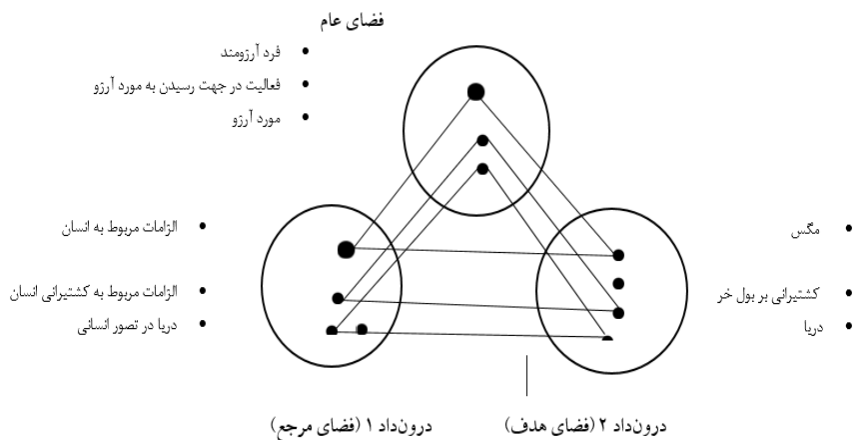 فضای عام
• فرد آرزومند
• فعالیت در جهت رسیدن به مورد آرزو
• مورد آرزو
• مگس
• کشتیرانی بر بول خر
• دریا
• الزامات مربوط به انسان
• الزامات مربوط به کشتیرانی انسان
• دریا در تصور انسانی
درون‌داد ۲ (فضای هدف)
درون‌داد ۱ (فضای مرجع)